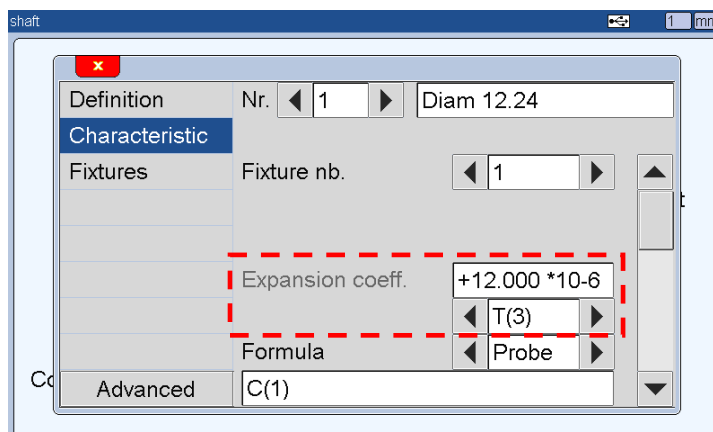 shaft 1 mm
x
Definition Nr. 1 Diam 12.24
Characteristic
Fixtures Fixture nb. 1
t
Expansion coeff. +12.000 *10-6
T(3)
Formula Probe
Co Advanced C(1)